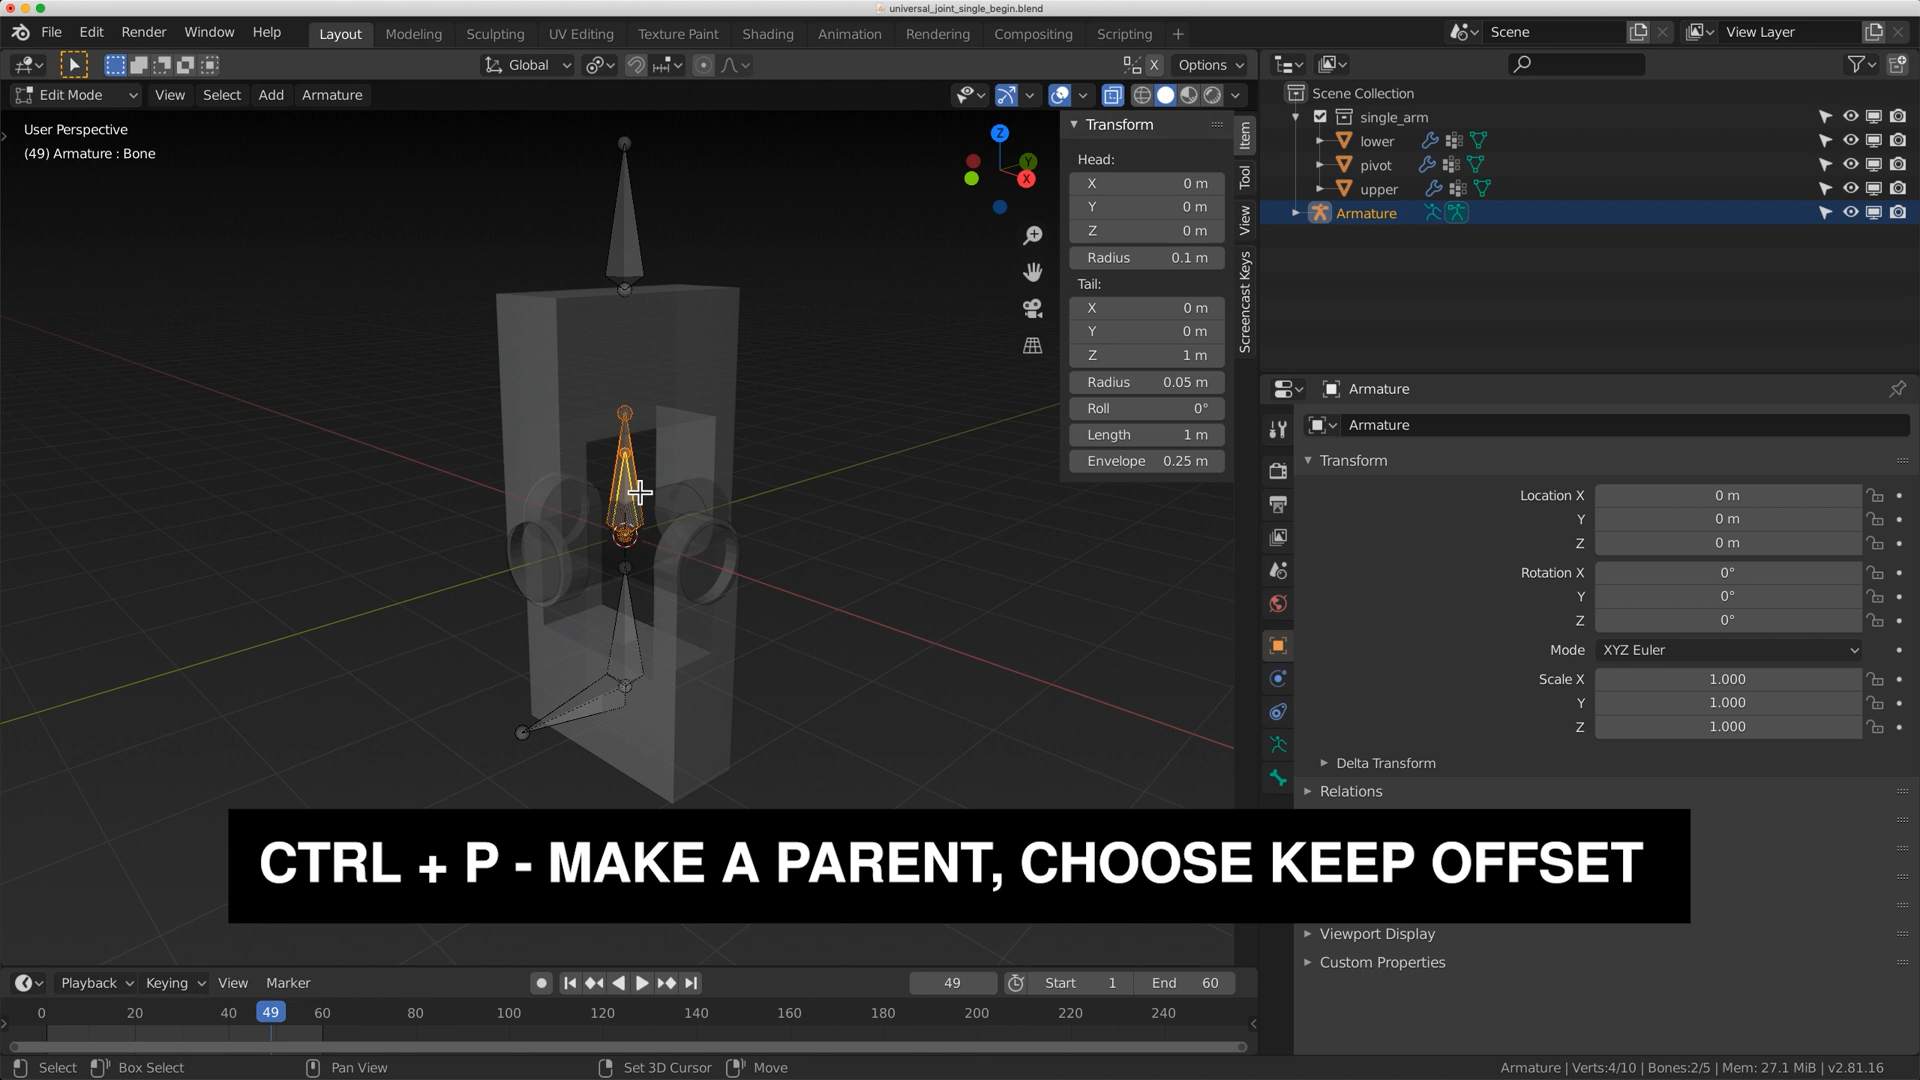 universal_joint_single_begin.blend
File Edit Render Window Help Layout Modeling Sculpting UV Editing Texture Paint Shading Animation Rendering Compositing Scripting + Scene View Layer
Global X Options
Edit Mode View Select Add Armature
User Perspective
(49) Armature : Bone
Z
Y
X
Transform
Head:
X 0 m
Y 0 m
Z 0 m
Radius 0.1 m
Tail:
X 0 m
Y 0 m
Z 1 m
Radius 0.05 m
Roll 0°
Length 1 m
Envelope 0.25 m
Item
Tool
View
Screencast Keys
Scene Collection
single_arm
lower
pivot
upper
Armature
Armature
Armature
Transform
Location X 0 m
Y 0 m
Z 0 m
Rotation X 0°
Y 0°
Z 0°
Mode XYZ Euler
Scale X 1.000
Y 1.000
Z 1.000
Delta Transform
Relations
CTRL + P - MAKE A PARENT, CHOOSE KEEP OFFSET
Viewport Display
Custom Properties
Playback Keying View Marker 49 Start 1 End 60
0 20 40 49 60 80 100 120 140 160 180 200 220 240
Select Box Select Pan View Set 3D Cursor Move Armature | Verts:4/10 | Bones:2/5 | Mem: 27.1 MiB | v2.81.16